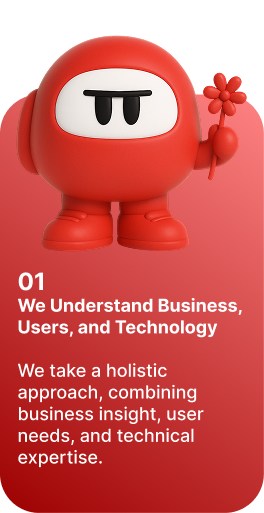 01
We Understand Business,
Users, and Technology
We take a holistic
approach, combining
business insight, user
needs, and technical
expertise.